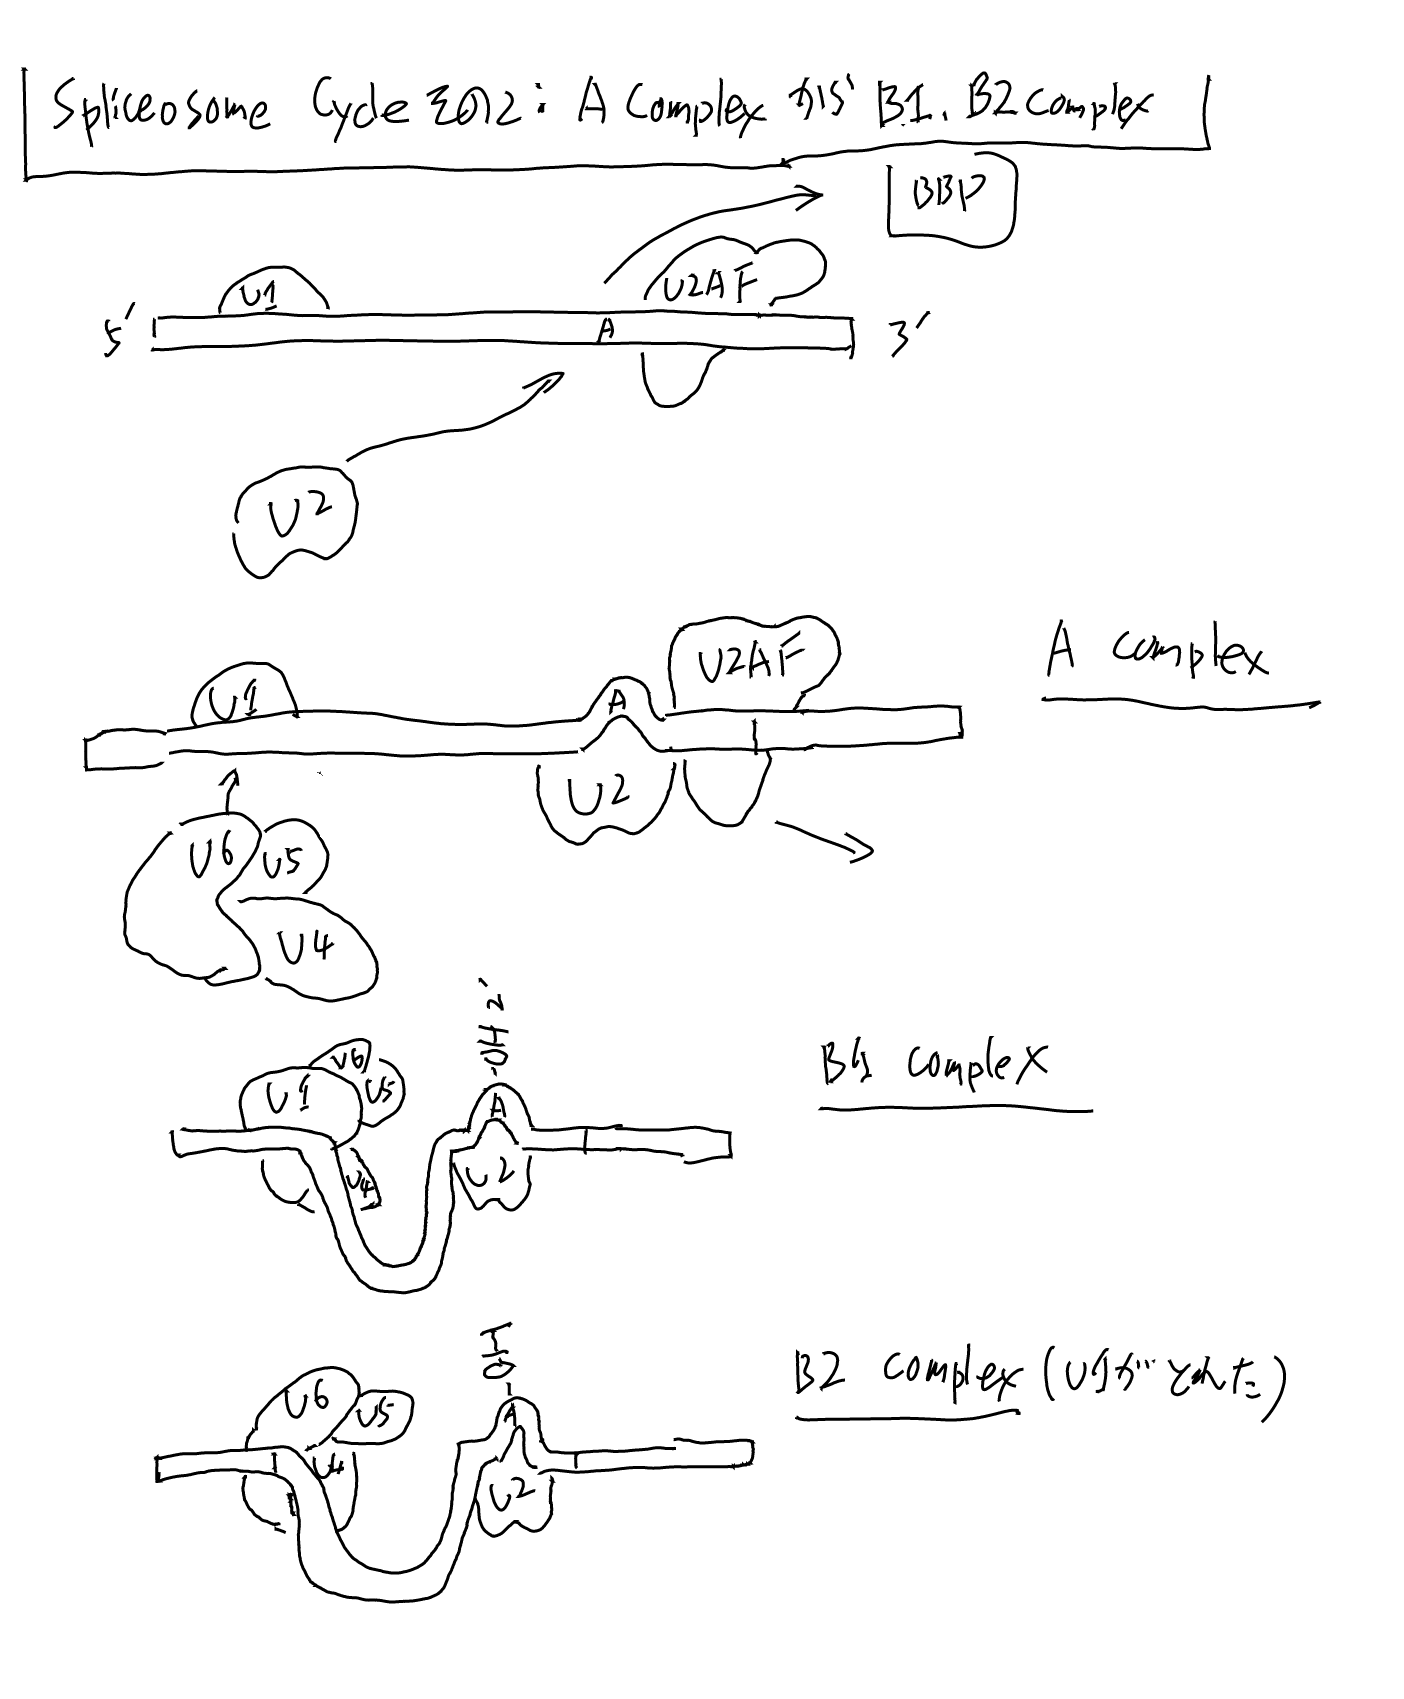 Spliceosome Cycle その2: A Complex から B1. B2 complex
BBP
U1
U2AF
5'
A
3'
U2
A complex
U2AF
U1
A
U2
U6
U5
U4
-OH 2'
B1 complex
U6
U1
U5
A
U4
U2
-OH
B2 complex (U1がとれた)
U6
U5
A
U4
U2